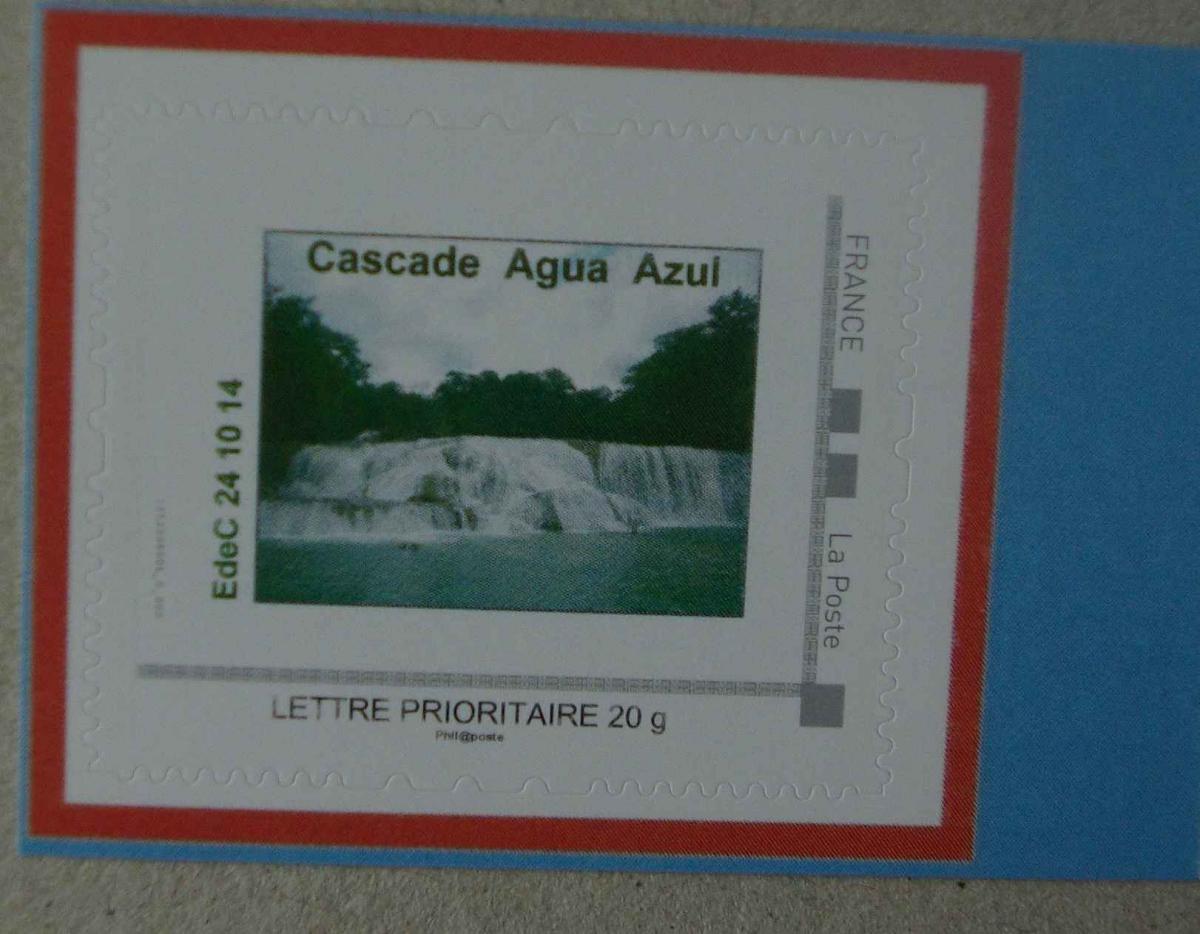 Cascade Agua Azul
EdeC 24 10 14
FRANCE
La Poste
LETTRE PRIORITAIRE 20 g
Phil@poste